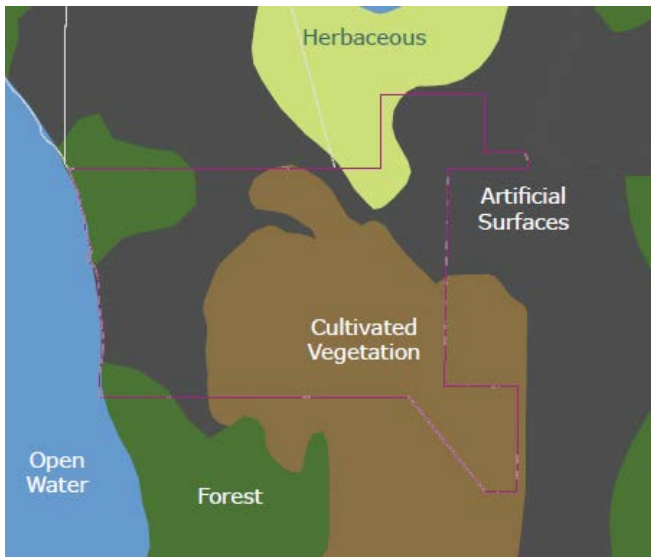 Herbaceous
Artificial
Surfaces
Cultivated
Vegetation
Open
Water
Forest